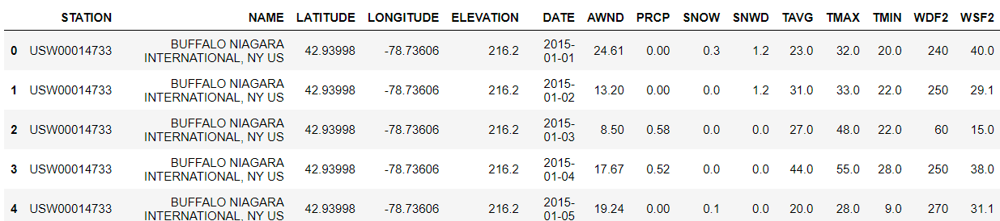 STATION NAME LATITUDE LONGITUDE ELEVATION DATE AWND PRCP SNOW SNWD TAVG TMAX TMIN WDF2 WSF2
0 USW00014733 BUFFALO NIAGARA INTERNATIONAL, NY US 42.93998 -78.73606 216.2 2015-01-01 24.61 0.00 0.3 1.2 23.0 32.0 20.0 240 40.0
1 USW00014733 BUFFALO NIAGARA INTERNATIONAL, NY US 42.93998 -78.73606 216.2 2015-01-02 13.20 0.00 0.0 1.2 31.0 33.0 22.0 250 29.1
2 USW00014733 BUFFALO NIAGARA INTERNATIONAL, NY US 42.93998 -78.73606 216.2 2015-01-03 8.50 0.58 0.0 0.0 27.0 48.0 22.0 60 15.0
3 USW00014733 BUFFALO NIAGARA INTERNATIONAL, NY US 42.93998 -78.73606 216.2 2015-01-04 17.67 0.52 0.0 0.0 44.0 55.0 28.0 250 38.0
4 USW00014733 BUFFALO NIAGARA INTERNATIONAL, NY US 42.93998 -78.73606 216.2 2015-01-05 19.24 0.00 0.1 0.0 20.0 28.0 9.0 270 31.1